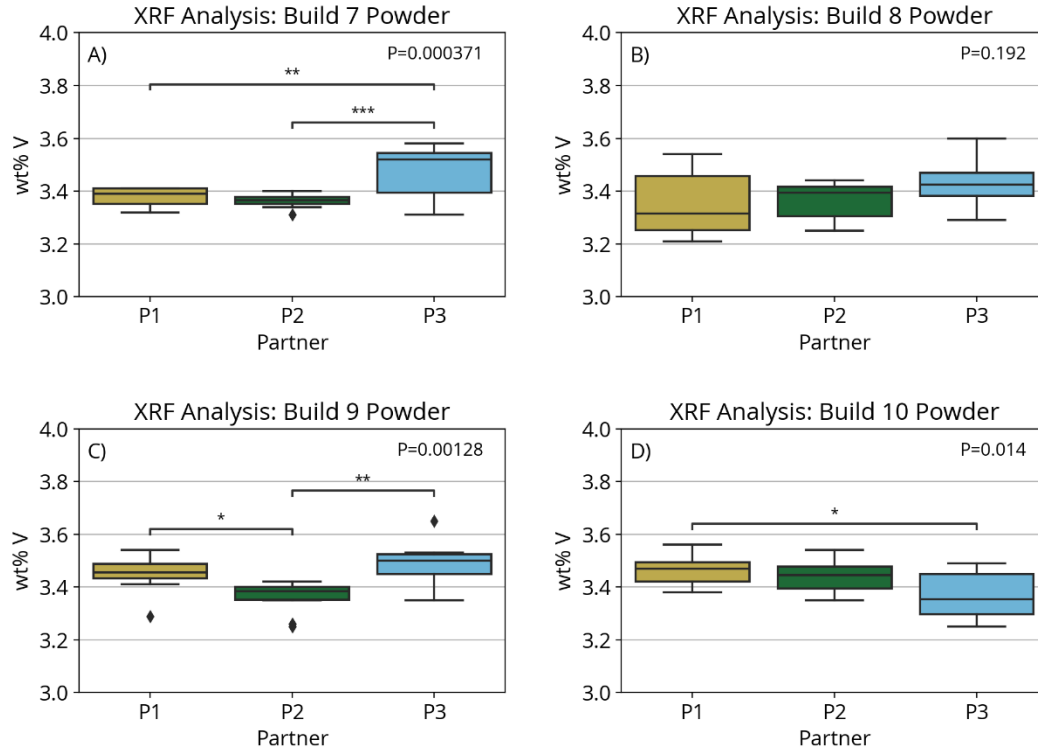 XRF Analysis: Build 7 Powder
A)
P=0.000371
**
***
4.0
3.8
3.6
3.4
3.2
3.0
wt% V
P1 P2 P3
Partner
XRF Analysis: Build 8 Powder
B)
P=0.192
4.0
3.8
3.6
3.4
3.2
3.0
wt% V
P1 P2 P3
Partner
XRF Analysis: Build 9 Powder
C)
P=0.00128
**
*
4.0
3.8
3.6
3.4
3.2
3.0
wt% V
P1 P2 P3
Partner
XRF Analysis: Build 10 Powder
D)
P=0.014
*
4.0
3.8
3.6
3.4
3.2
3.0
wt% V
P1 P2 P3
Partner